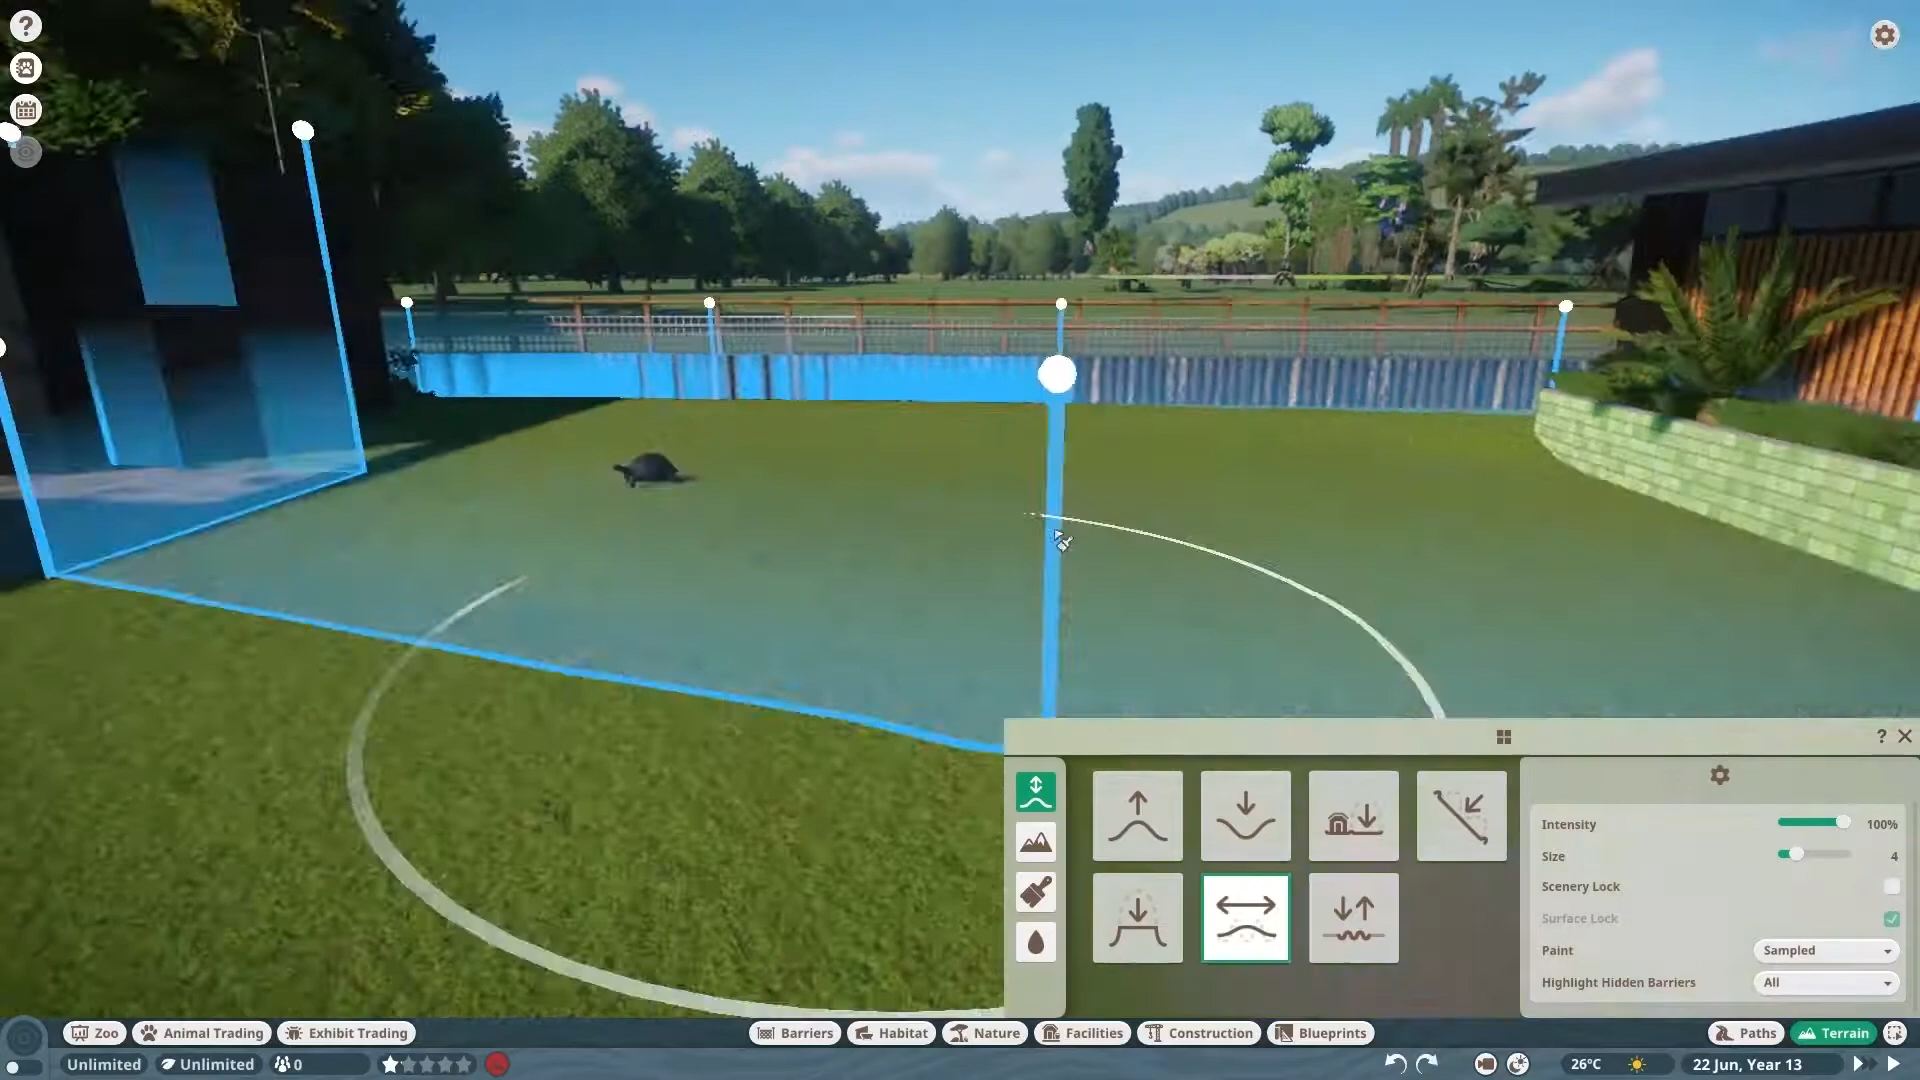 ?
? 
Intensity 100%
Size 4
Scenery Lock
Surface Lock
Paint Sampled
Highlight Hidden Barriers All
Zoo Animal Trading Exhibit Trading Barriers Habitat Nature Facilities Construction Blueprints Paths Terrain
Unlimited Unlimited 0 26°C 22 Jun, Year 13